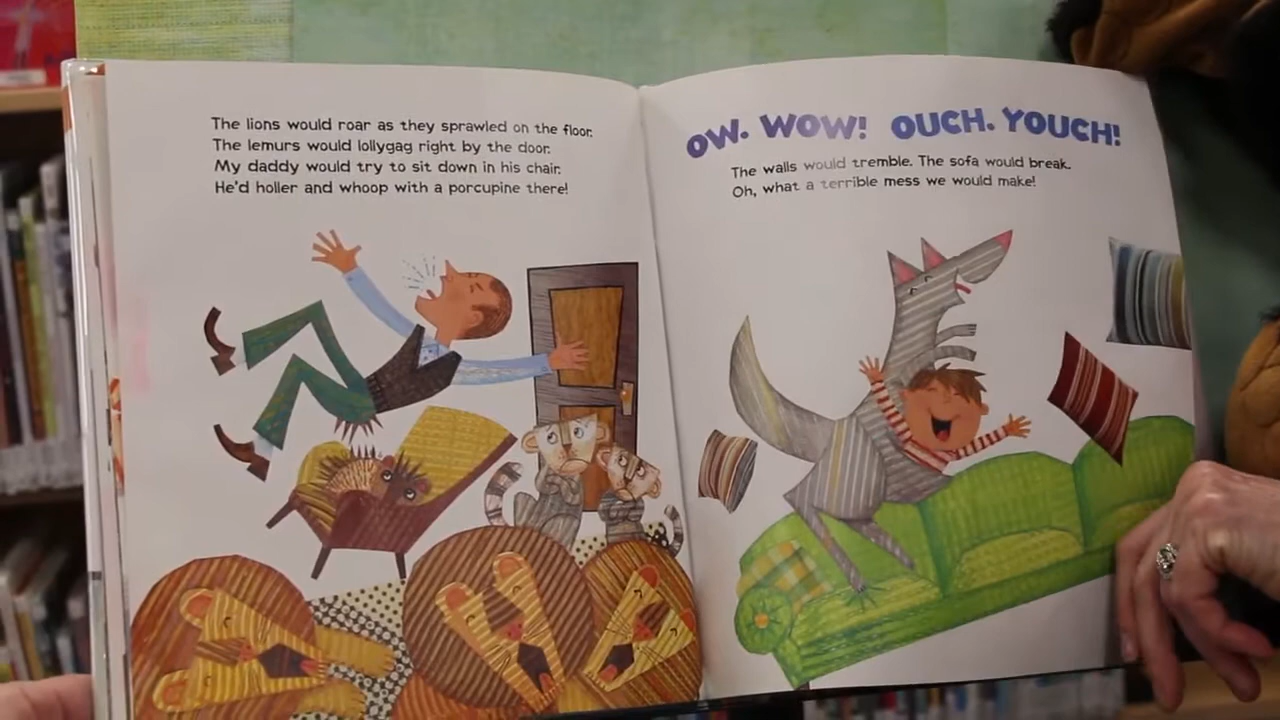 The lions would roar as they sprawled on the floor.
The lemurs would lollygag right by the door.
My daddy would try to sit down in his chair.
He'd holler and whoop with a porcupine there!
OW. WOW! OUCH. YOUCH!
The walls would tremble. The sofa would break.
Oh, what a terrible mess we would make!